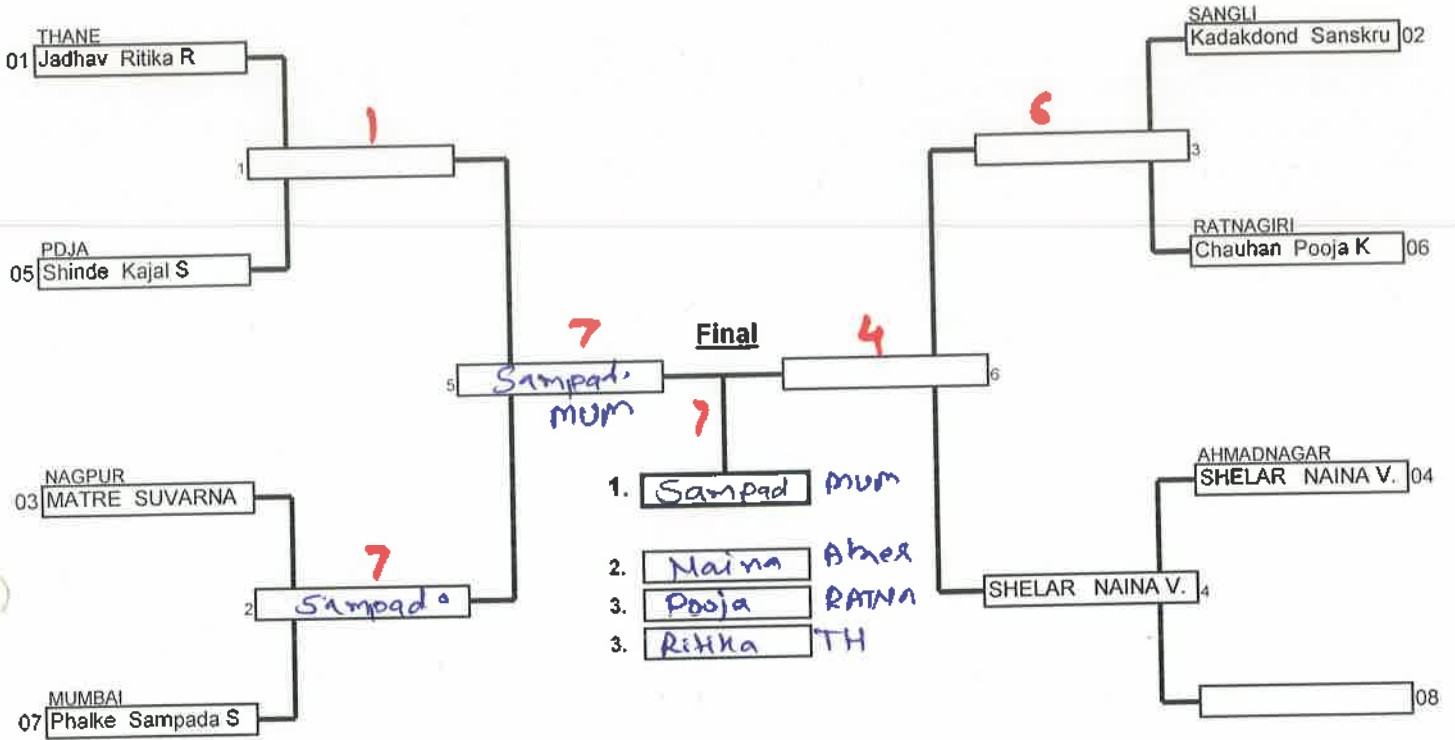 THANE
01 Jadhav Ritika R
SANGLI
Kadakdond Sanskru 02
1
6
1
3
PDJA
05 Shinde Kajal S
RATNAGIRI
Chauhan Pooja K 06
7
Final
4
5 Sampad.
6
MUM
7
NAGPUR
03 MATRE SUVARNA
AHMADNAGAR
SHELAR NAINA V. 04
1. Sampad MUM
7
2. Naina
2 Sampad.
3. Pooja RATNA
SHELAR NAINA V. 4
3. Ritika TH
MUMBAI
07 Phalke Sampada S
08